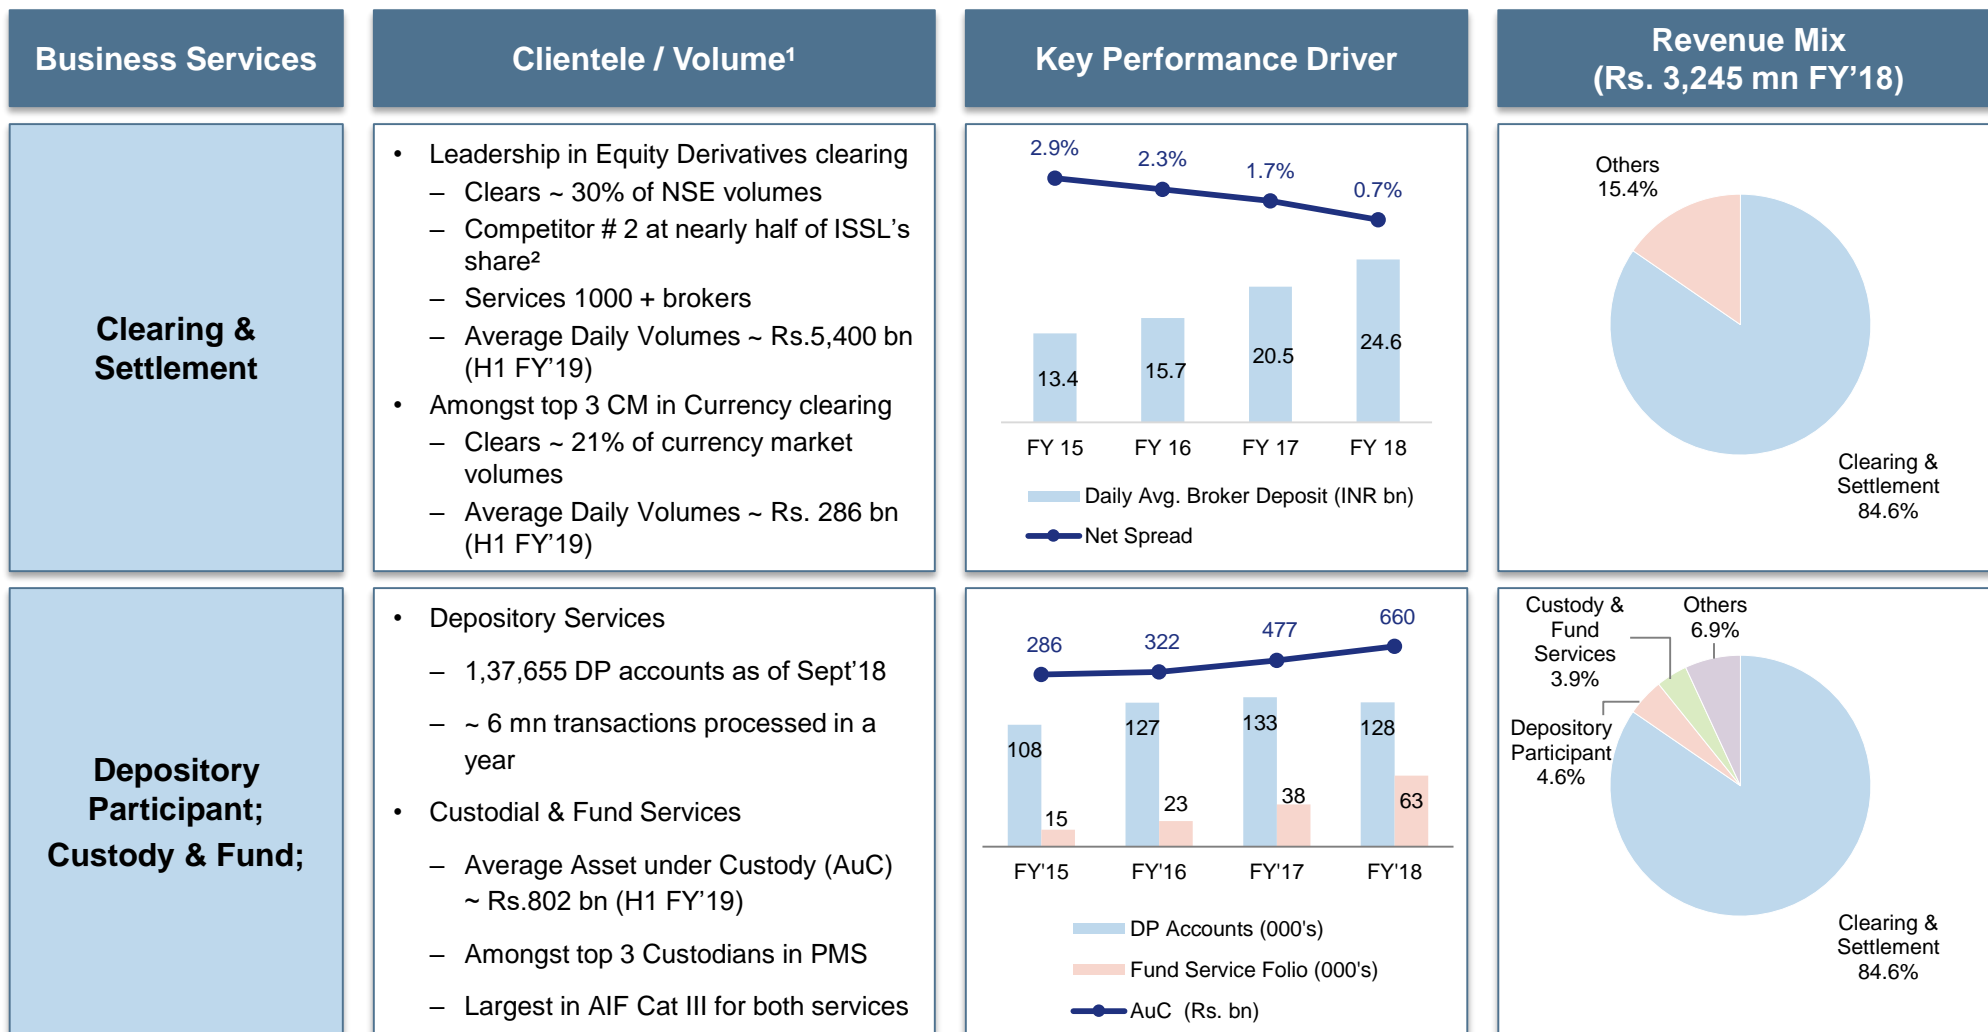 Business Services
Clientele / Volume¹
Key Performance Driver
Revenue Mix
(Rs. 3,245 mn FY’18)
Clearing &
Settlement
• Leadership in Equity Derivatives clearing
– Clears ~ 30% of NSE volumes
– Competitor # 2 at nearly half of ISSL’s
share²
– Services 1000 + brokers
– Average Daily Volumes ~ Rs.5,400 bn
(H1 FY’19)
• Amongst top 3 CM in Currency clearing
– Clears ~ 21% of currency market
volumes
– Average Daily Volumes ~ Rs. 286 bn
(H1 FY’19)
2.9%
2.3%
1.7%
0.7%
13.4
15.7
20.5
24.6
FY 15
FY 16
FY 17
FY 18
Daily Avg. Broker Deposit (INR bn)
Net Spread
Others
15.4%
Clearing &
Settlement
84.6%
Depository
Participant;
Custody & Fund;
• Depository Services
– 1,37,655 DP accounts as of Sept’18
– ~ 6 mn transactions processed in a
year
• Custodial & Fund Services
– Average Asset under Custody (AuC)
~ Rs.802 bn (H1 FY’19)
– Amongst top 3 Custodians in PMS
– Largest in AIF Cat III for both services
286
322
477
660
108
127
133
128
15
23
38
63
FY'15
FY'16
FY'17
FY'18
DP Accounts (000's)
Fund Service Folio (000's)
AuC (Rs. bn)
Custody &
Fund
Services
3.9%
Others
6.9%
Depository
Participant
4.6%
Clearing &
Settlement
84.6%